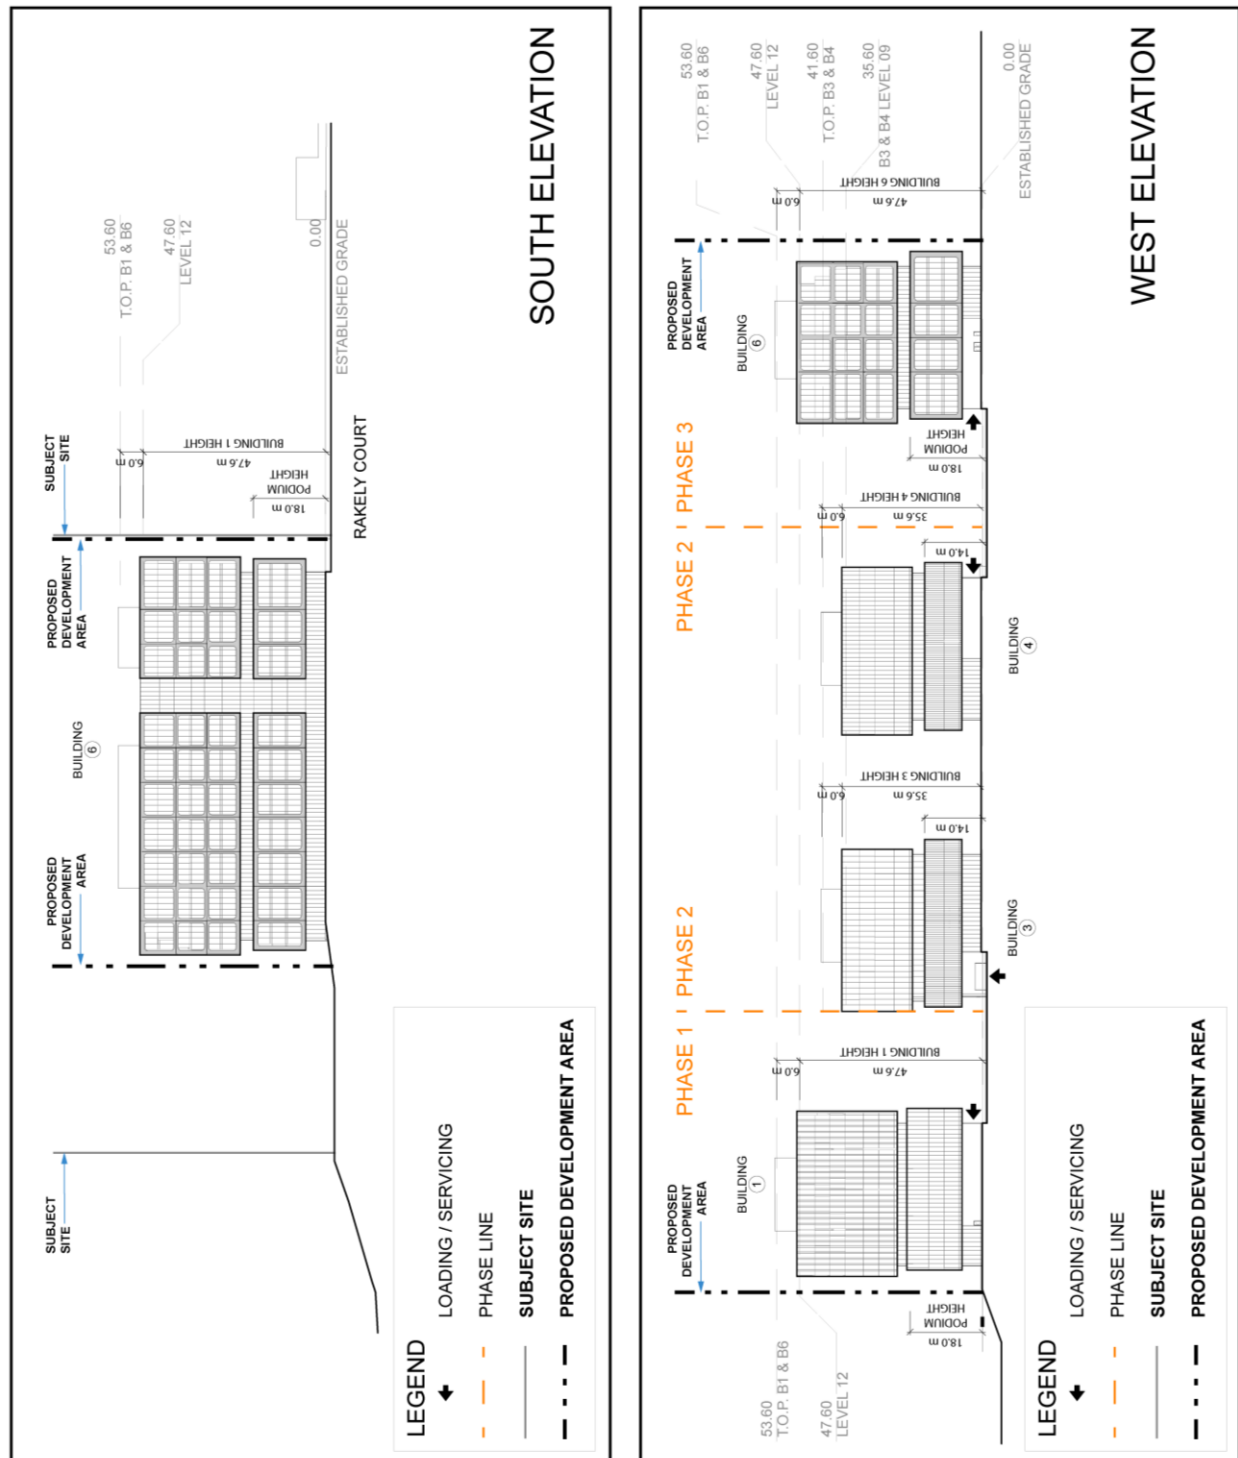 SOUTH ELEVATION
SUBJECT
SITE
PROPOSED
DEVELOPMENT
AREA
BUILDING
6
PROPOSED
DEVELOPMENT
AREA
SUBJECT
SITE
53.60
T.O.P. B1 & B6
47.60
LEVEL 12
0.00
ESTABLISHED GRADE
6.0 m
47.6 m
BUILDING 1 HEIGHT
18.0 m
PODIUM
HEIGHT
RAKELY COURT
LEGEND
LOADING / SERVICING
PHASE LINE
SUBJECT SITE
PROPOSED DEVELOPMENT AREA
WEST ELEVATION
PROPOSED
DEVELOPMENT
AREA
BUILDING
1
PHASE 1
PHASE 2
PHASE 2
PHASE 3
BUILDING
6
PROPOSED
DEVELOPMENT
AREA
53.60
T.O.P. B1 & B6
47.60
LEVEL 12
41.60
T.O.P. B3 & B4
35.60
B3 & B4 LEVEL 09
0.00
ESTABLISHED GRADE
53.60
T.O.P. B1 & B6
47.60
LEVEL 12
18.0 m
PODIUM
HEIGHT
6.0 m
47.6 m
BUILDING 1 HEIGHT
6.0 m
35.6 m
BUILDING 3 HEIGHT
14.0 m
6.0 m
35.6 m
BUILDING 4 HEIGHT
14.0 m
18.0 m
PODIUM
HEIGHT
6.0 m
47.6 m
BUILDING 6 HEIGHT
BUILDING
3
BUILDING
4
LEGEND
LOADING / SERVICING
PHASE LINE
SUBJECT SITE
PROPOSED DEVELOPMENT AREA